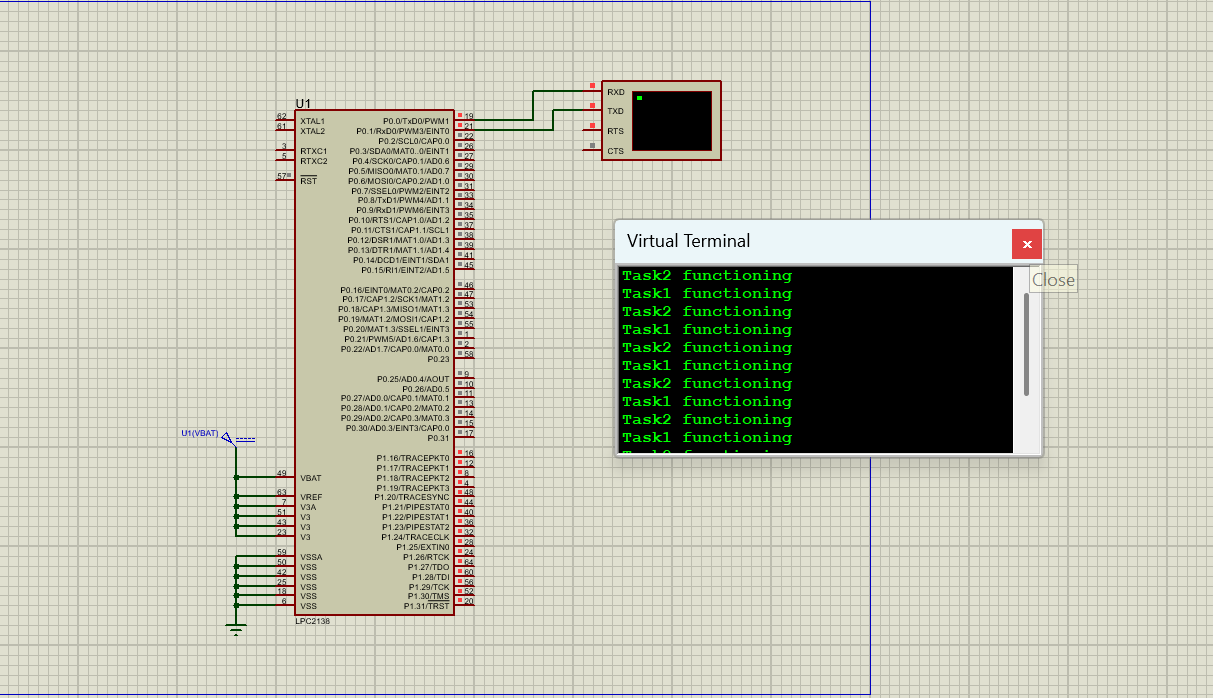 U1
62 XTAL1
61 XTAL2
3 RTXC1
5 RTXC2
57 RST
49 VBAT
63 VREF
7 V3A
51 V3
43 V3
23 V3
59 VSSA
50 VSS
42 VSS
25 VSS
18 VSS
6 VSS
U1(VBAT)
P0.0/TxD0/PWM1 19
P0.1/RxD0/PWM3/EINT0 21
P0.2/SCL0/CAP0.0 22
P0.3/SDA0/MAT0..0/EINT1 26
P0.4/SCK0/CAP0.1/AD0.6 27
P0.5/MISO0/MAT0.1/AD0.7 29
P0.6/MOSI0/CAP0.2/AD1.0 30
P0.7/SSEL0/PWM2/EINT2 31
P0.8/TxD1/PWM4/AD1.1 33
P0.9/RxD1/PWM6/EINT3 34
P0.10/RTS1/CAP1.0/AD1.2 35
P0.11/CTS1/CAP1.1/SCL1 37
P0.12/DSR1/MAT1.0/AD1.3 38
P0.13/DTR1/MAT1.1/AD1.4 39
P0.14/DCD1/EINT1/SDA1 41
P0.15/RI1/EINT2/AD1.5 45
P0.16/EINT0/MAT0.2/CAP0.2 46
P0.17/CAP1.2/SCK1/MAT1.2 47
P0.18/CAP1.3/MISO1/MAT1.3 53
P0.19/MAT1.2/MOSI1/CAP1.2 54
P0.20/MAT1.3/SSEL1/EINT3 55
P0.21/PWM5/AD1.6/CAP1.3 1
P0.22/AD1.7/CAP0.0/MAT0.0 2
P0.23 58
P0.25/AD0.4/AOUT 9
P0.26/AD0.5 10
P0.27/AD0.0/CAP0.1/MAT0.1 11
P0.28/AD0.1/CAP0.2/MAT0.2 13
P0.29/AD0.2/CAP0.3/MAT0.3 14
P0.30/AD0.3/EINT3/CAP0.0 15
P0.31 17
P1.16/TRACEPKT0 16
P1.17/TRACEPKT1 12
P1.18/TRACEPKT2 8
P1.19/TRACEPKT3 4
P1.20/TRACESYNC 48
P1.21/PIPESTAT0 44
P1.22/PIPESTAT1 40
P1.23/PIPESTAT2 36
P1.24/TRACECLK 32
P1.25/EXTIN0 28
P1.26/RTCK 24
P1.27/TDO 64
P1.28/TDI 60
P1.29/TCK 56
P1.30/TMS 52
P1.31/TRST 20
LPC2138
RXD
TXD
RTS
CTS
Virtual Terminal
Close
Task2 functioning
Task1 functioning
Task2 functioning
Task1 functioning
Task2 functioning
Task1 functioning
Task2 functioning
Task1 functioning
Task2 functioning
Task1 functioning